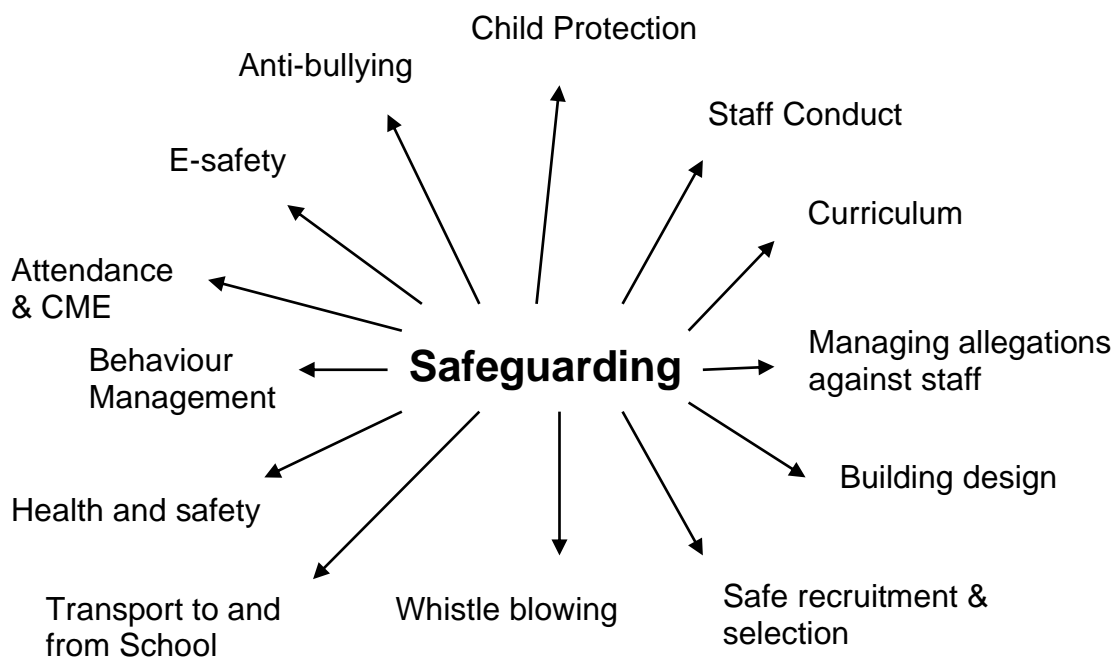 Child Protection
Anti-bullying
Staff Conduct
E-safety
Curriculum
Attendance
& CME
Managing allegations
against staff
Behaviour
Management
Safeguarding
Building design
Health and safety
Safe recruitment &
selection
Transport to and
from School
Whistle blowing